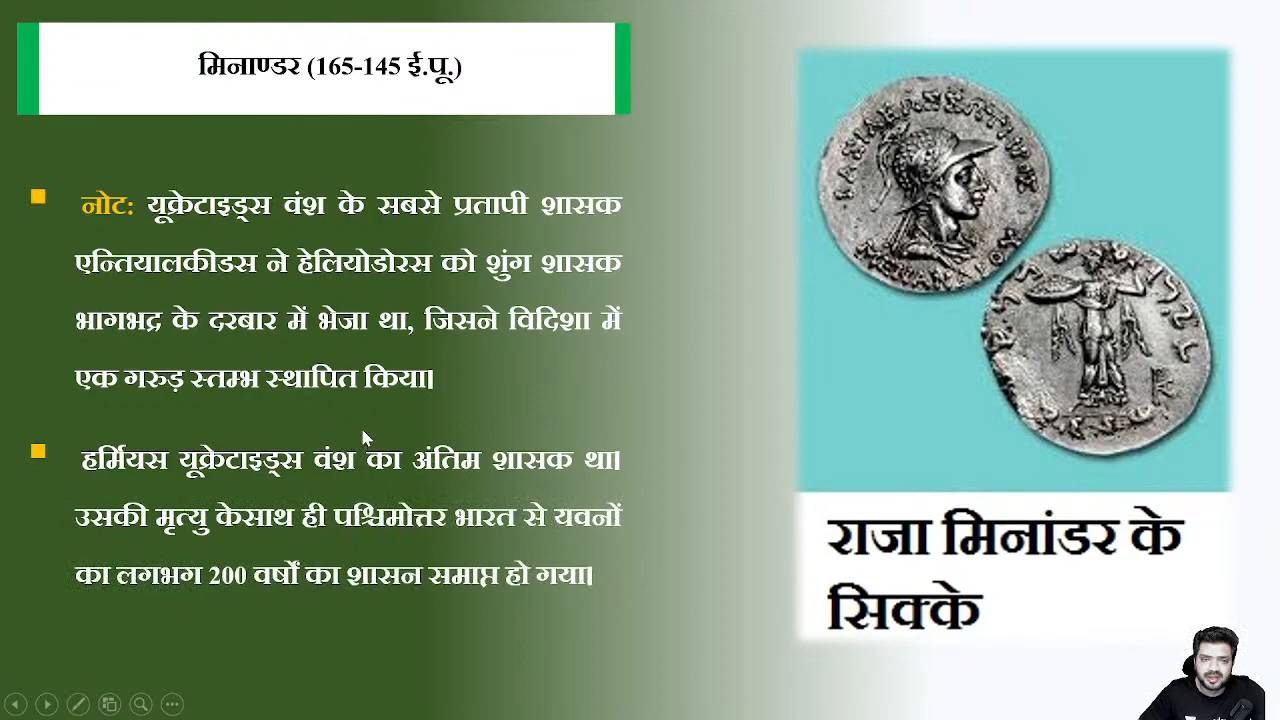 मिनाण्डर (165-145 ई.पू.)
नोट: यूक्रेटाइड्स वंश के सबसे प्रतापी शासक
एन्तियालकीडस ने हेलियोडोरस को शुंग शासक
भागभद्र के दरबार में भेजा था, जिसने विदिशा में
एक गरुड़ स्तम्भ स्थापित किया।
हर्मियस यूक्रेटाइड्स वंश का अंतिम शासक था।
उसकी मृत्यु केसाथ ही पश्चिमोत्तर भारत से यवनों
का लगभग 200 वर्षों का शासन समाप्त हो गया।
राजा मिनांडर के
सिक्के